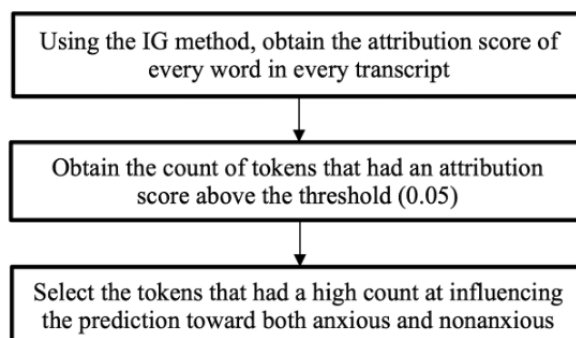 Using the IG method, obtain the attribution score of
every word in every transcript
Obtain the count of tokens that had an attribution
score above the threshold (0.05)
Select the tokens that had a high count at influencing
the prediction toward both anxious and nonanxious